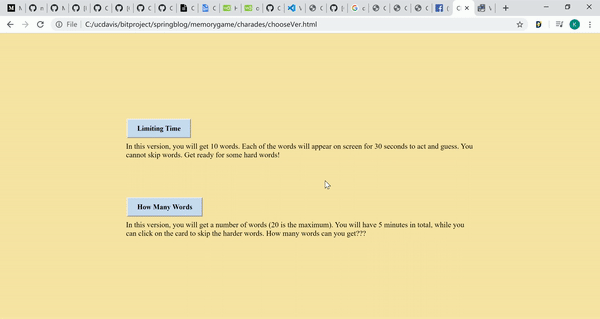 File
C:/ucdavis/bitproject/springblog/memorygame/charades/chooseVer.html
K
Limiting Time
In this version, you will get 10 words. Each of the words will appear on screen for 30 seconds to act and guess. You
cannot skip words. Get ready for some hard words!
How Many Words
In this version, you will get a number of words (20 is the maximum). You will have 5 minutes in total, while you
can click on the card to skip the harder words. How many words can you get???